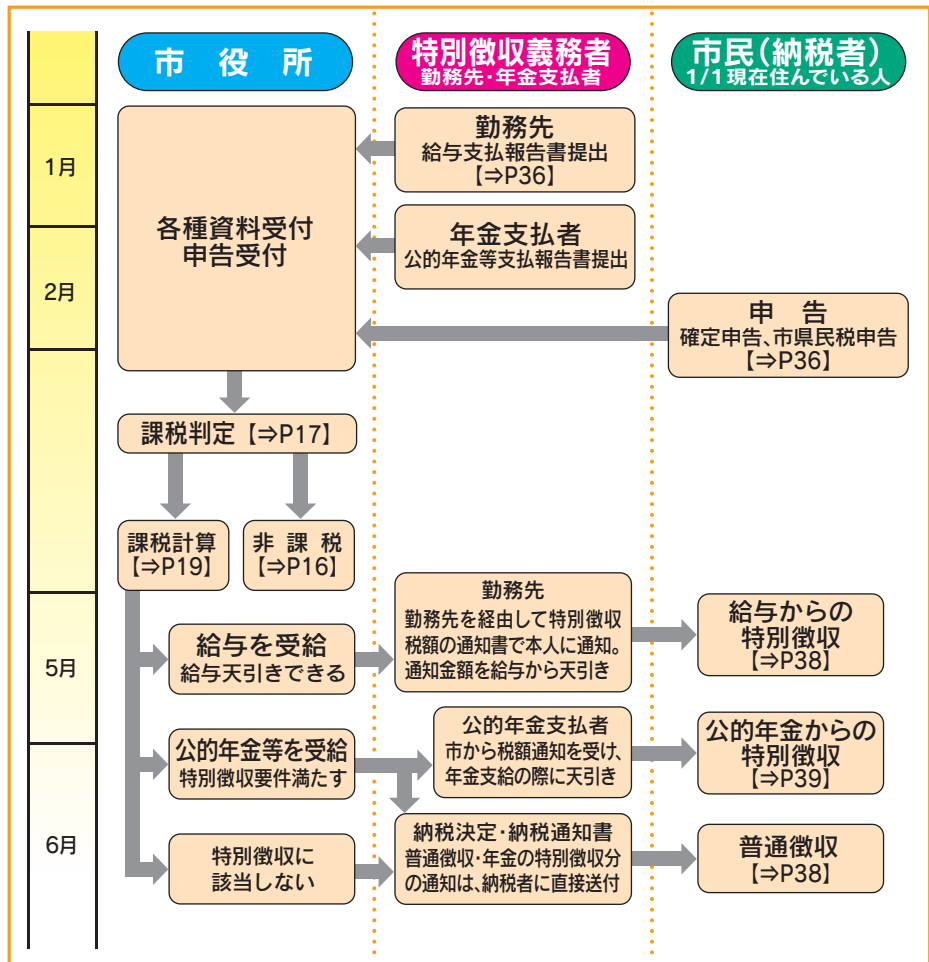 市役所
特別徴収義務者
勤務先・年金支払者
市民(納税者)
1/1現在住んでいる人
1月
2月
5月
6月
各種資料受付
申告受付
勤務先
給与支払報告書提出
【⇒P36】
年金支払者
公的年金等支払報告書提出
申告
確定申告、市県民税申告
【⇒P36】
課税判定【⇒P17】
課税計算
【⇒P19】
非課税
【⇒P16】
給与を受給
給与天引きできる
勤務先
勤務先を経由して特別徴収
税額の通知書で本人に通知。
通知金額を給与から天引き
給与からの
特別徴収
【⇒P38】
公的年金等を受給
特別徴収要件満たす
公的年金支払者
市から税額通知を受け、
年金支給の際に天引き
公的年金からの
特別徴収
【⇒P39】
特別徴収に
該当しない
納税決定・納税通知書
普通徴収・年金の特別徴収分
の通知は、納税者に直接送付
普通徴収
【⇒P38】